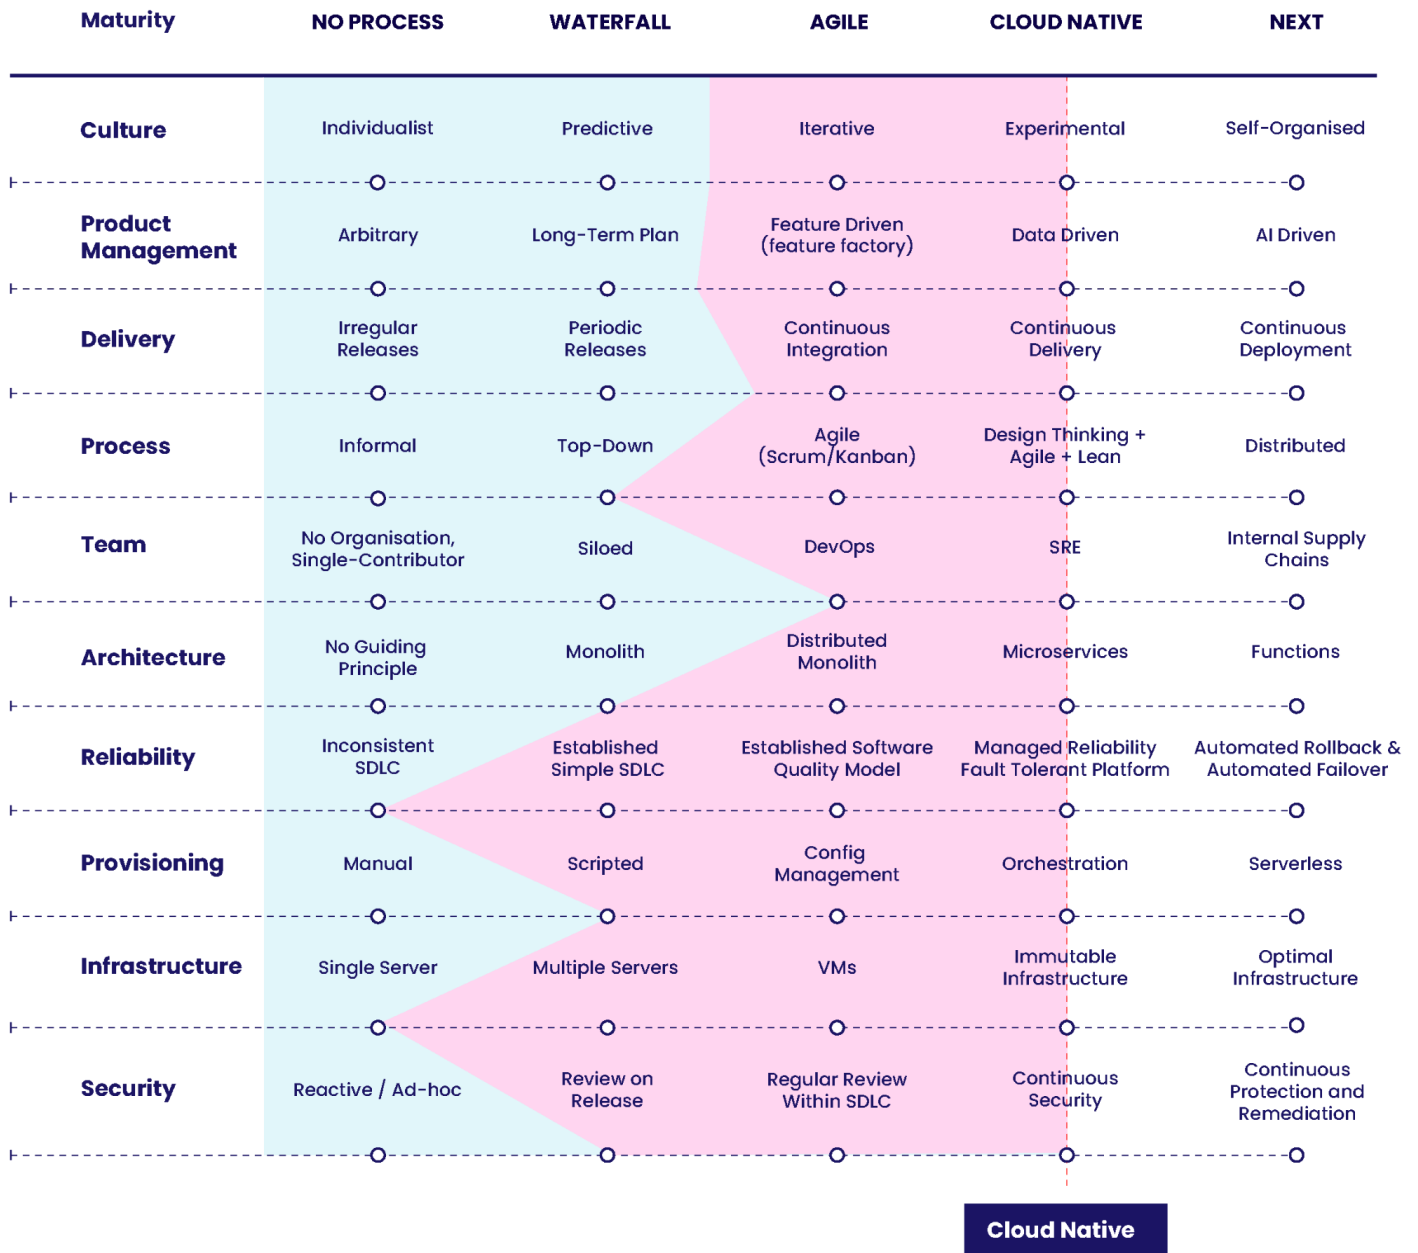 Maturity NO PROCESS WATERFALL AGILE CLOUD NATIVE NEXT
Culture Individualist Predictive Iterative Experimental Self-Organised
Product
Management
Arbitrary
Long-Term Plan
Feature Driven
(feature factory)
Data Driven
AI Driven
Delivery
Irregular
Releases
Periodic
Releases
Continuous
Integration
Continuous
Delivery
Continuous
Deployment
Process
Informal
Top-Down
Agile
(Scrum/Kanban)
Design Thinking +
Agile + Lean
Distributed
Team
No Organisation,
Single-Contributor
Siloed
DevOps
SRE
Internal Supply
Chains
Architecture
No Guiding
Principle
Monolith
Distributed
Monolith
Microservices
Functions
Reliability
Inconsistent
SDLC
Established
Simple SDLC
Established Software
Quality Model
Managed Reliability
Fault Tolerant Platform
Automated Rollback &
Automated Failover
Provisioning
Manual
Scripted
Config
Management
Orchestration
Serverless
Infrastructure
Single Server
Multiple Servers
VMs
Immutable
Infrastructure
Optimal
Infrastructure
Security
Reactive / Ad-hoc
Review on
Release
Regular Review
Within SDLC
Continuous
Security
Continuous
Protection and
Remediation
Cloud Native